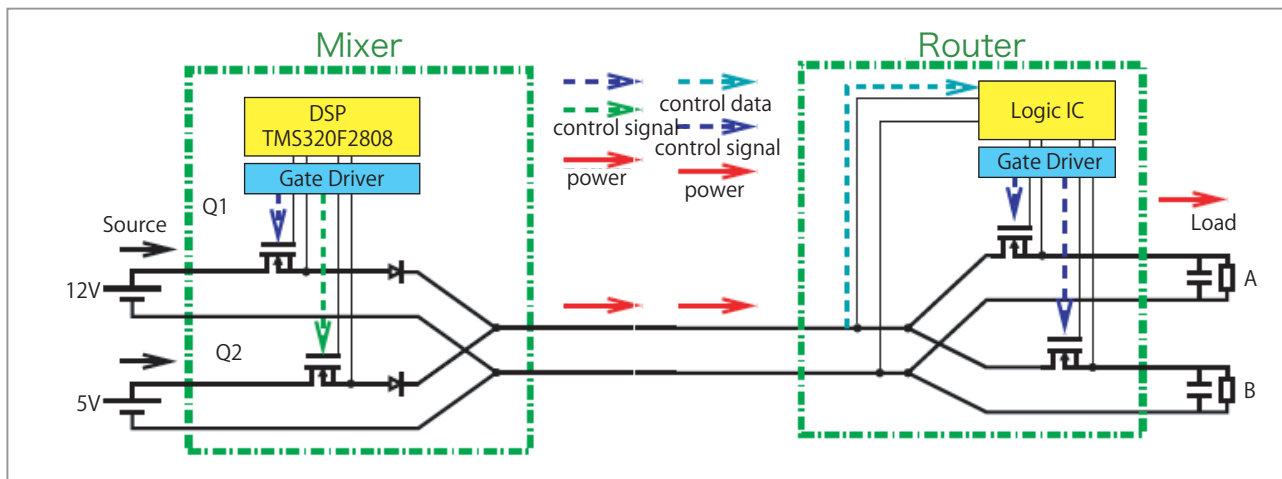 Mixer
Router
DSP
TMS320F2808
Gate Driver
control data
control signal
control signal
power
power
Logic IC
Gate Driver
Q1
Source
Load
12V
A
Q2
5V
B